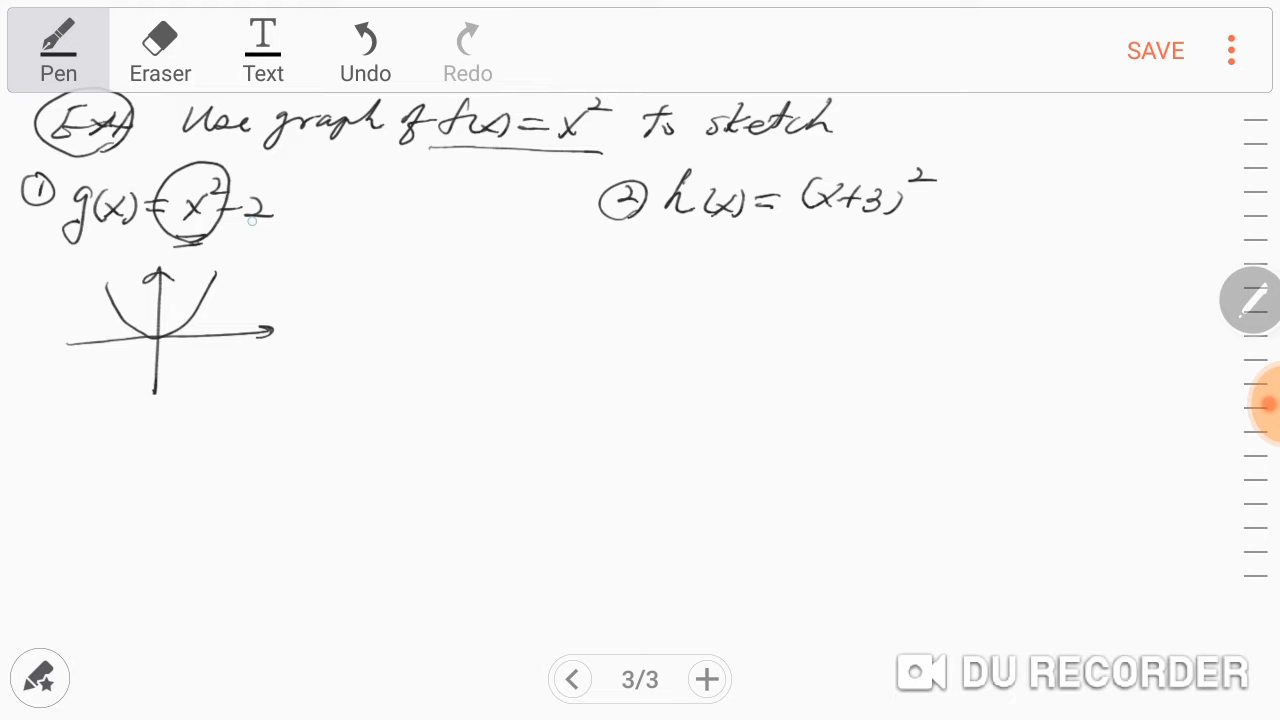 Pen Eraser Text Undo Redo SAVE
Ex4 Use graph of f(x) = x² to sketch
① g(x) = x² - 2 ② h(x) = (x+3)²
3/3
DU RECORDER